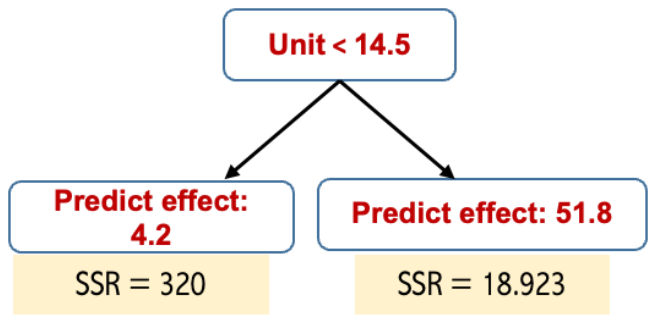 Unit < 14.5
Predict effect:
4.2
Predict effect: 51.8
SSR = 320
SSR = 18.923